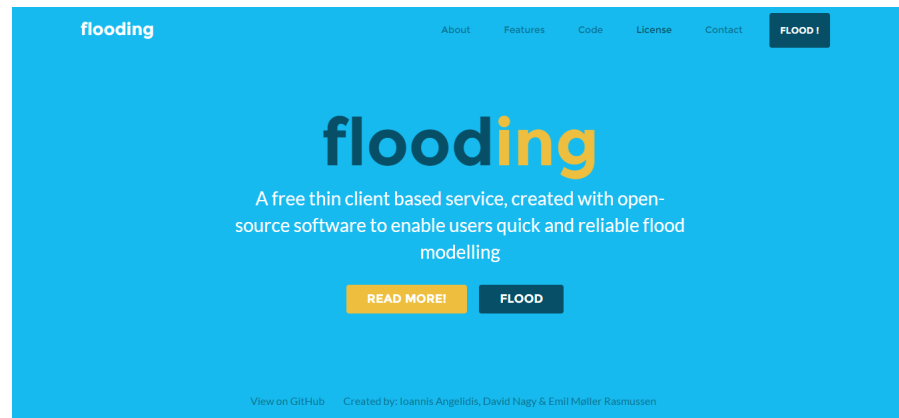 flooding
About Features Code License Contact FLOOD !
flooding
A free thin client based service, created with open-
source software to enable users quick and reliable flood
modelling
READ MORE! FLOOD
View on GitHub Created by: Ioannis Angelidis, David Nagy & Emil Møller Rasmussen